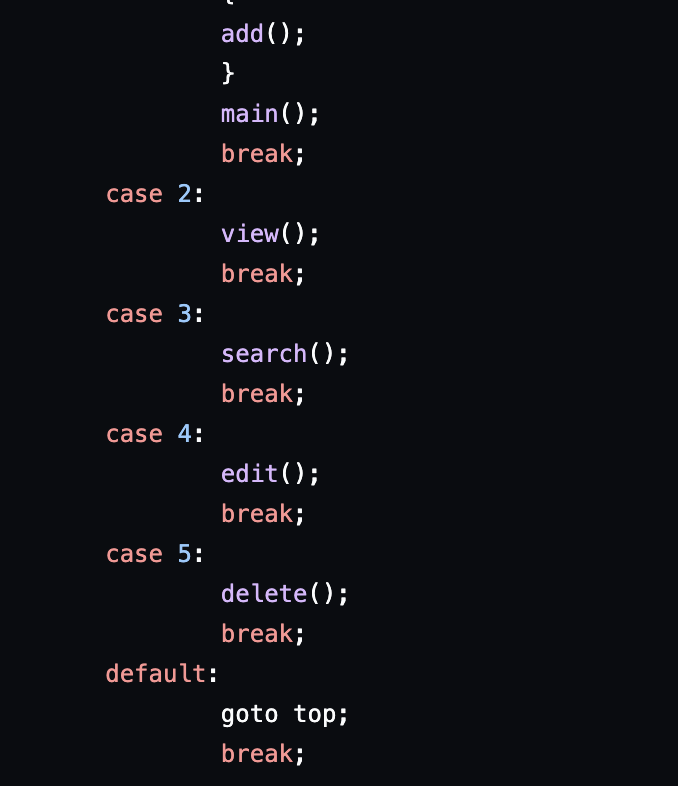 {
add();
}
main();
break;
case 2:
view();
break;
case 3:
search();
break;
case 4:
edit();
break;
case 5:
delete();
break;
default:
goto top;
break;